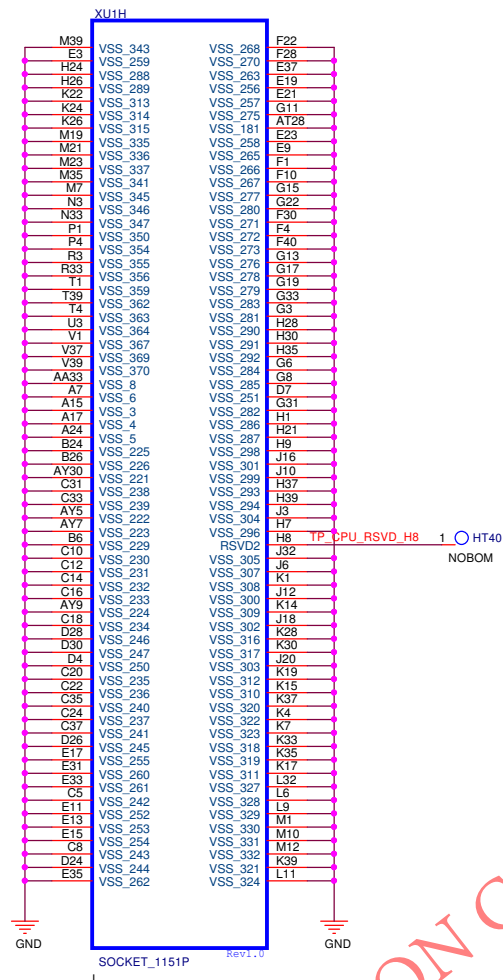 XU1H
M39 VSS_343 VSS_268 F22
E3 VSS_259 VSS_270 F28
H24 VSS_288 VSS_263 E37
H26 VSS_289 VSS_256 E19
K22 VSS_313 VSS_257 E21
K24 VSS_314 VSS_275 G11
K26 VSS_315 VSS_181 AT28
M19 VSS_335 VSS_258 E23
M21 VSS_336 VSS_265 E9
M23 VSS_337 VSS_266 F1
M35 VSS_341 VSS_267 F10
M7 VSS_345 VSS_277 G15
N3 VSS_346 VSS_280 G22
N33 VSS_347 VSS_271 F30
P1 VSS_350 VSS_272 F4
P4 VSS_354 VSS_273 F40
R3 VSS_355 VSS_276 G13
R33 VSS_356 VSS_278 G17
T1 VSS_359 VSS_279 G19
T39 VSS_362 VSS_283 G33
T4 VSS_363 VSS_281 G3
U3 VSS_364 VSS_290 H28
V1 VSS_367 VSS_291 H30
V37 VSS_369 VSS_292 H35
V39 VSS_370 VSS_284 G6
AA33 VSS_8 VSS_285 G8
A7 VSS_6 VSS_251 D7
A15 VSS_3 VSS_282 G31
A17 VSS_4 VSS_286 H1
A24 VSS_5 VSS_287 H21
B24 VSS_225 VSS_298 H9
B26 VSS_226 VSS_301 J16
AY30 VSS_221 VSS_299 J10
C31 VSS_238 VSS_293 H37
C33 VSS_239 VSS_294 H39
AY5 VSS_222 VSS_304 J3
AY7 VSS_223 VSS_296 H7
B6 VSS_229 RSVD2 H8 TP_CPU_RSVD_H8 1 HT40
NOBOM
C10 VSS_230 VSS_305 J32
C12 VSS_231 VSS_307 J6
C14 VSS_232 VSS_308 K1
C16 VSS_233 VSS_300 J12
AY9 VSS_224 VSS_309 K14
C18 VSS_234 VSS_302 J18
D28 VSS_246 VSS_316 K28
D30 VSS_247 VSS_317 K30
D4 VSS_250 VSS_303 J20
C20 VSS_235 VSS_312 K19
C22 VSS_236 VSS_310 K15
C35 VSS_240 VSS_320 K37
C24 VSS_237 VSS_322 K4
C37 VSS_241 VSS_323 K7
D26 VSS_245 VSS_318 K33
E17 VSS_255 VSS_319 K35
E31 VSS_260 VSS_311 K17
E33 VSS_261 VSS_327 L32
C5 VSS_242 VSS_328 L6
E11 VSS_252 VSS_329 L9
E13 VSS_253 VSS_330 M1
E15 VSS_254 VSS_331 M10
C8 VSS_243 VSS_332 M12
D24 VSS_244 VSS_321 K39
E35 VSS_262 VSS_324 L11
GND GND
Rev1.0
SOCKET_1151P
ON C